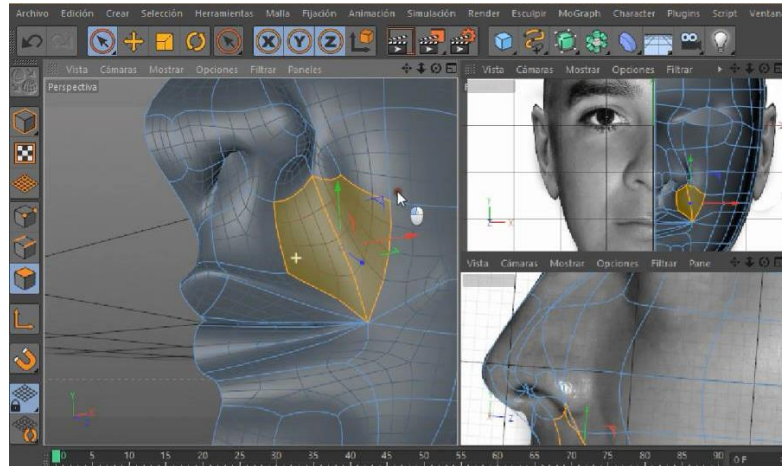 Archivo Edición Crear Selección Herramientas Malla Fijación Animación Simulación Render Esculpir MoGraph Character Plugins Script Ventan
X Y Z
Vista Cámaras Mostrar Opciones Filtrar Paneles
Perspectiva
Vista Cámaras Mostrar Opciones Filtrar
Vista Cámaras Mostrar Opciones Filtrar Pane
0 5 10 15 20 25 30 35 40 45 50 55 60 65 70 75 80 85 90 0 F